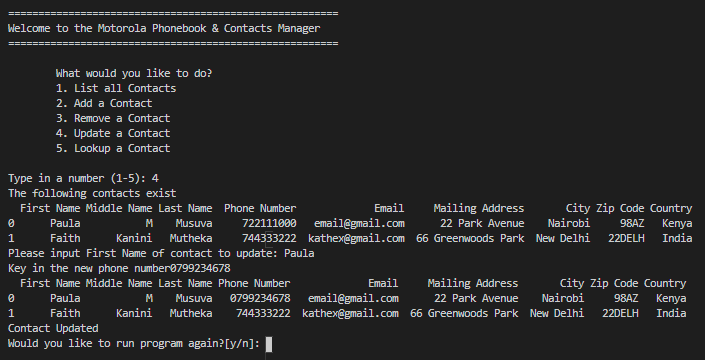 =======================================================
Welcome to the Motorola Phonebook & Contacts Manager
=======================================================
What would you like to do?
1. List all Contacts
2. Add a Contact
3. Remove a Contact
4. Update a Contact
5. Lookup a Contact
Type in a number (1-5): 4
The following contacts exist
First Name Middle Name Last Name Phone Number Email Mailing Address City Zip Code Country
0 Paula M Musuva 722111000 email@gmail.com 22 Park Avenue Nairobi 98AZ Kenya
1 Faith Kanini Mutheka 744333222 kathex@gmail.com 66 Greenwoods Park New Delhi 22DELH India
Please input First Name of contact to update: Paula
Key in the new phone number0799234678
First Name Middle Name Last Name Phone Number Email Mailing Address City Zip Code Country
0 Paula M Musuva 0799234678 email@gmail.com 22 Park Avenue Nairobi 98AZ Kenya
1 Faith Kanini Mutheka 744333222 kathex@gmail.com 66 Greenwoods Park New Delhi 22DELH India
Contact Updated
Would you like to run program again?[y/n]: